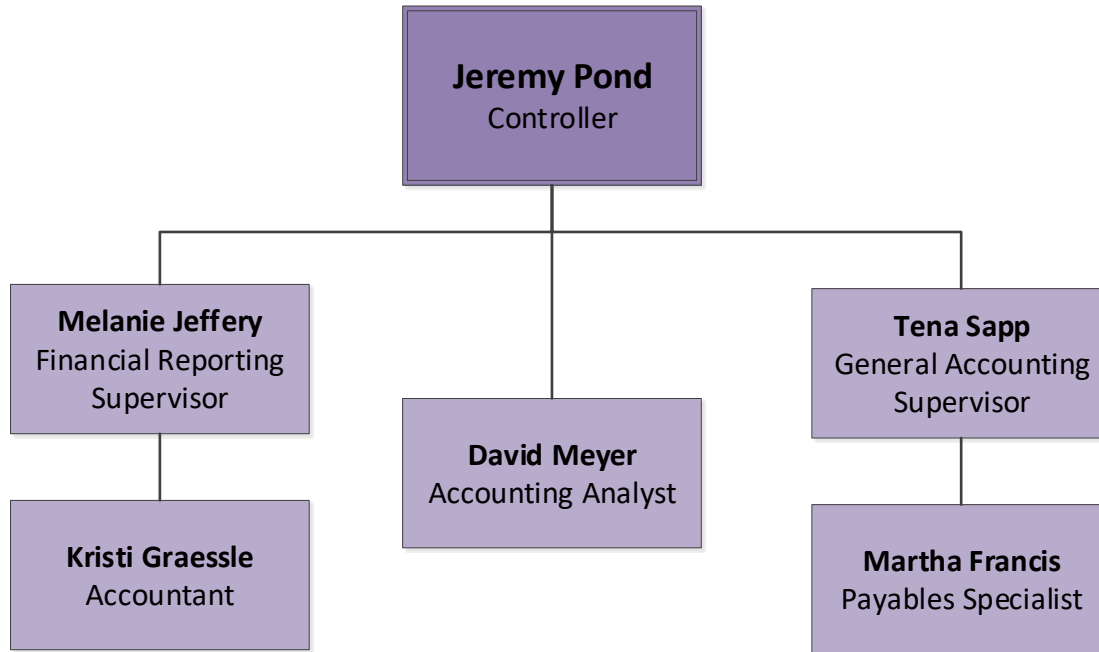 Jeremy Pond
Controller
Melanie Jeffery
Financial Reporting
Supervisor
David Meyer
Accounting Analyst
Tena Sapp
General Accounting
Supervisor
Kristi Graessle
Accountant
Martha Francis
Payables Specialist